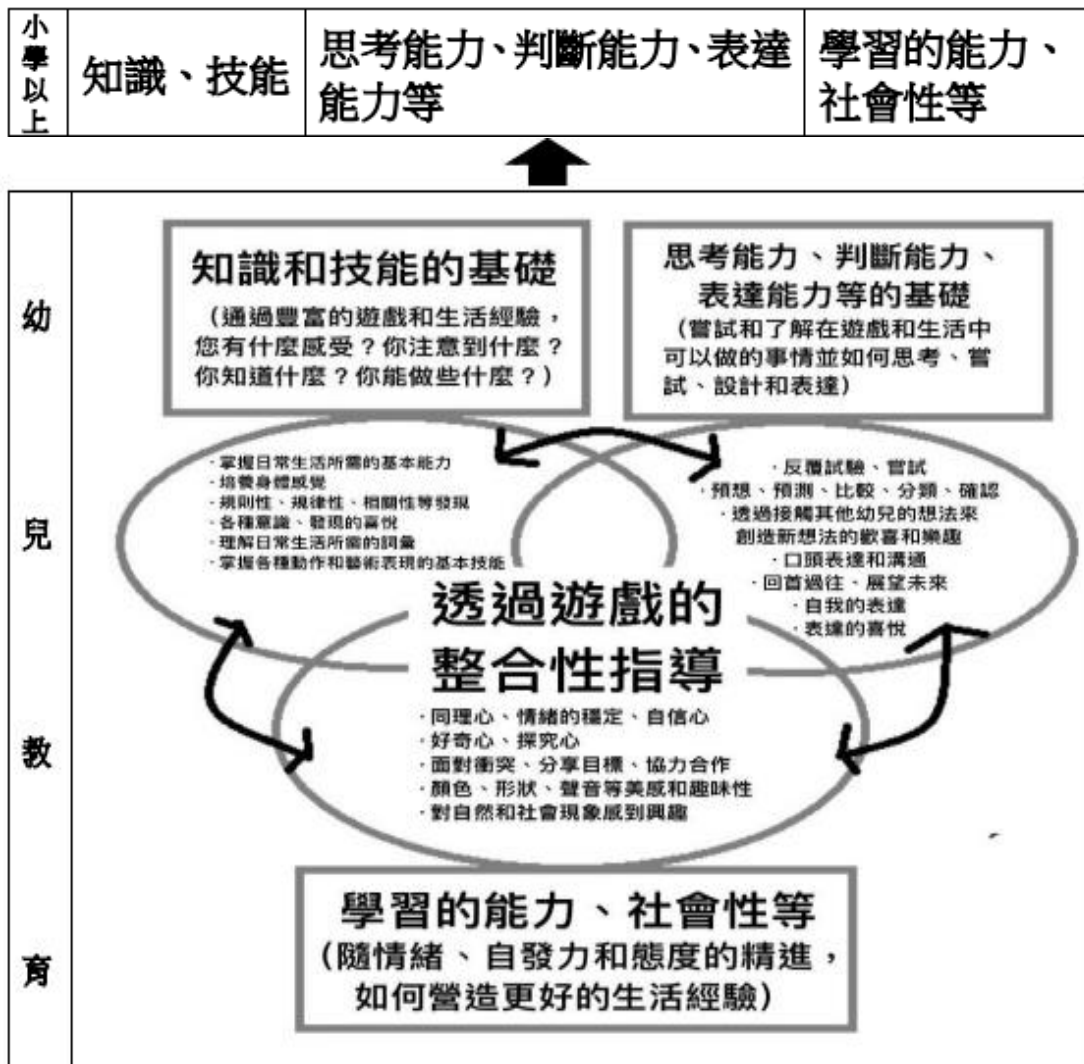 小學以上
知識、技能
思考能力、判斷能力、表達
能力等
學習的能力、
社會性等
幼兒教育
知識和技能的基礎
（通過豐富的遊戲和生活經驗，
您有什麼感受？你注意到什麼？
你知道什麼？你能做些什麼？）
思考能力、判斷能力、
表達能力等的基礎
（嘗試和了解在遊戲和生活中
可以做的事情並如何思考、嘗
試、設計和表達）
·掌握日常生活所需的基本能力
·培養身體感覺
·規則性、規律性、相關性等發現
·各種意識、發現的喜悅
·理解日常生活所需的詞彙
·掌握各種動作和藝術表現的基本技能
·反覆試驗、嘗試
·預想、預測、比較、分類、確認
·透過接觸其他幼兒的想法來
創造新想法的歡喜和樂趣
·口頭表達和溝通
·回首過往、展望未來
·自我的表達
·表達的喜悅
透過遊戲的
整合性指導
·同理心、情緒的穩定、自信心
·好奇心、探究心
·面對衝突、分享目標、協力合作
·顏色、形狀、聲音等美感和趣味性
·對自然和社會現象感到興趣
學習的能力、社會性等
（隨情緒、自發力和態度的精進，
如何營造更好的生活經驗）